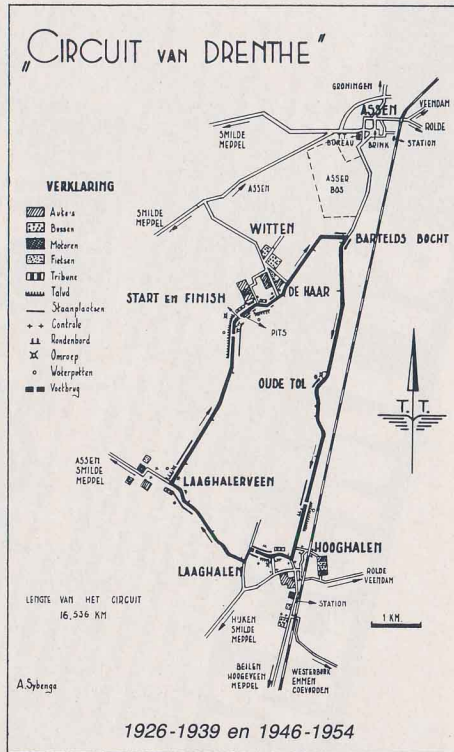 „CIRCUIT VAN DRENTHE"
GRONINGEN
ASSEN
VEENDAM
ROLDE
SMILDE
MEPPEL
T.T.
BUREAU
BRINK
STATION
ASSER
BOS
VERKLARING
Auto's
Bussen
Motoren
Fietsen
Tribune
Talud
Staanplaatsen
Controle
Rondenbord
Omroep
Waterputten
Voetbrug
ASSEN
SMILDE
MEPPEL
WITTEN
BARTELDS BOCHT
DE HAAR
START EN FINISH
PITS
OUDE TOL
T. T.
ASSEN
SMILDE
MEPPEL
LAAGHALERVEEN
HOOGHALEN
LAAGHALEN
ROLDE
VEENDAM
LENGTE VAN HET CIRCUIT
16,536 KM
STATION
HIJKEN
SMILDE
MEPPEL
1 KM.
BEILEN
HOOGEVEEN
MEPPEL
WESTERBORK
EMMEN
COEVORDEN
A. Sybenga
1926-1939 en 1946-1954